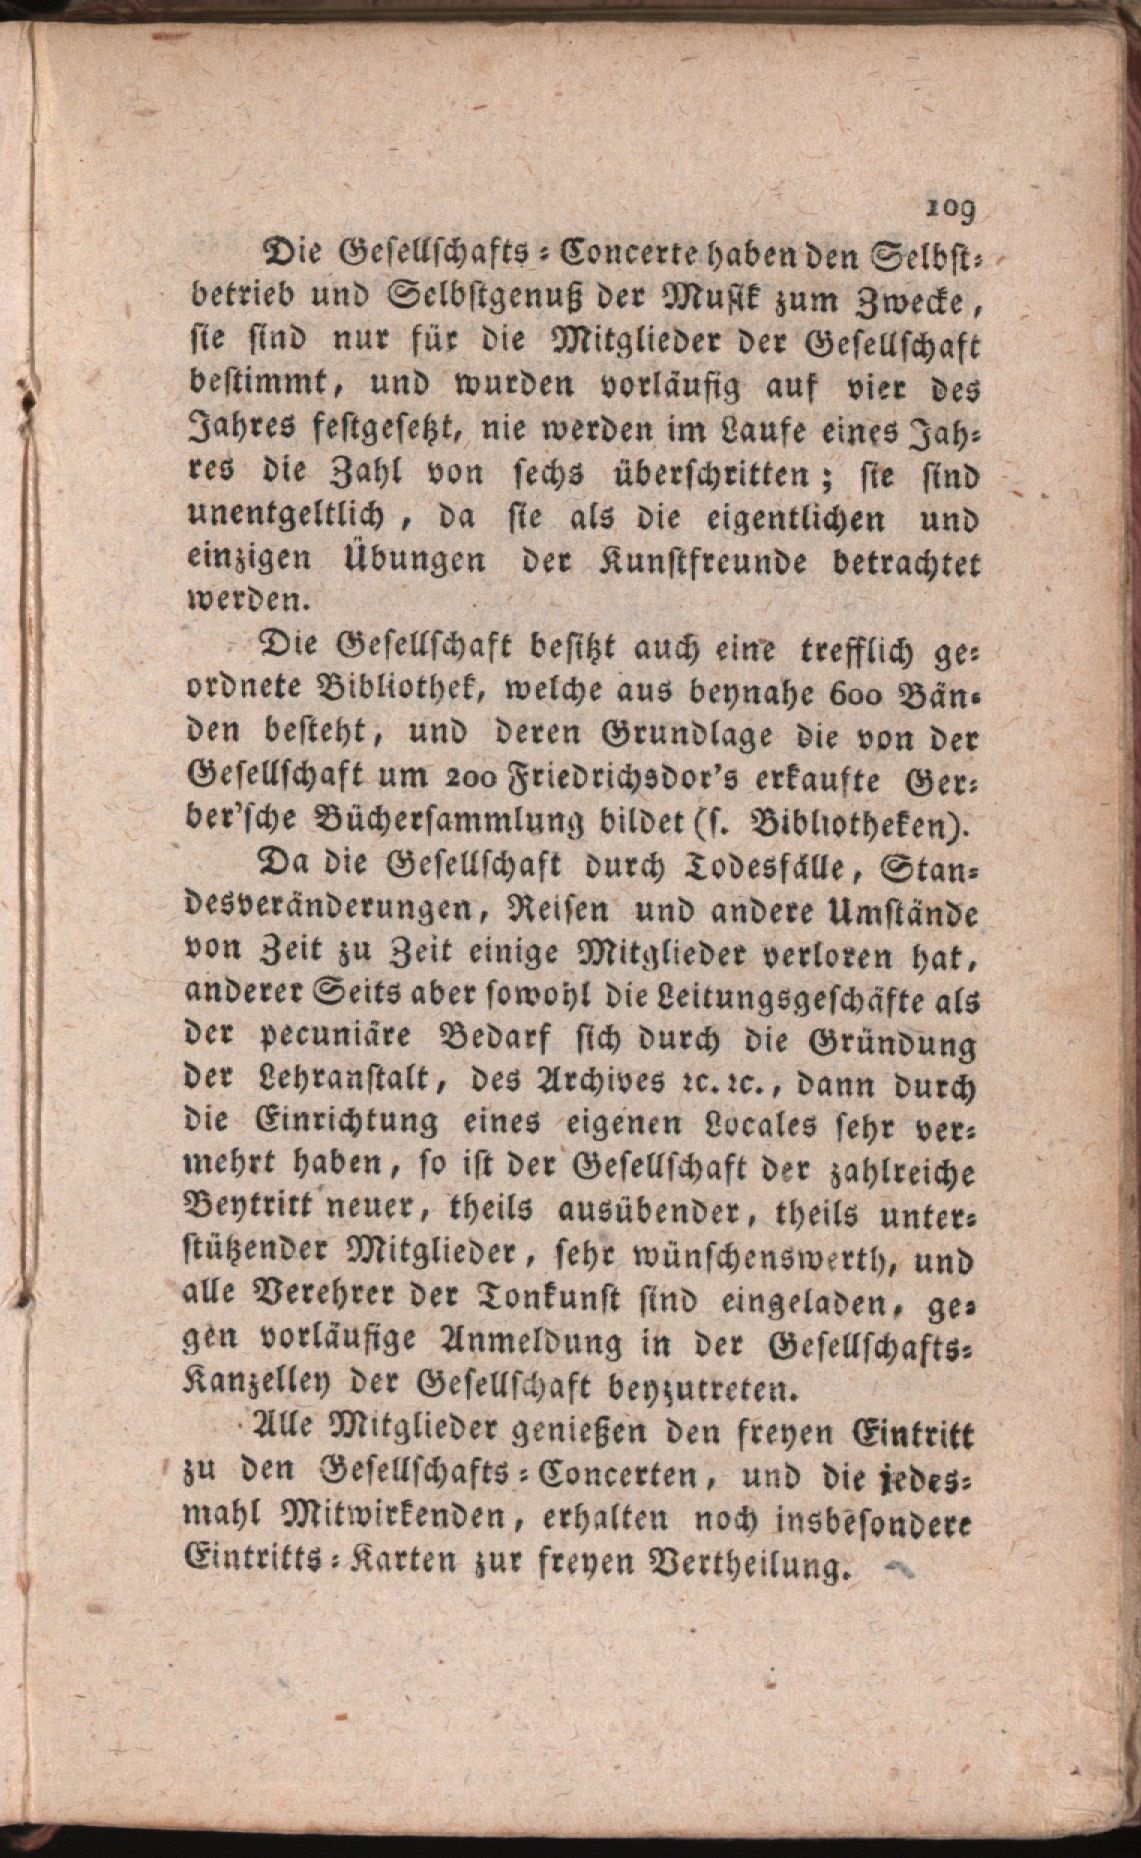 109
Die Gesellschafts-Concerte haben den Selbst-
betrieb und Selbstgenuß der Musik zum Zwecke,
sie sind nur für die Mitglieder der Gesellschaft
bestimmt, und wurden vorläufig auf vier des
Jahres festgesetzt, nie werden im Laufe eines Jah-
res die Zahl von sechs überschritten; sie sind
unentgeltlich, da sie als die eigentlichen und
einzigen Übungen der Kunstfreunde betrachtet
werden.
Die Gesellschaft besitzt auch eine trefflich ge-
ordnete Bibliothek, welche aus beynahe 600 Bän-
den besteht, und deren Grundlage die von der
Gesellschaft um 200 Friedrichsdor's erkaufte Ger-
ber'sche Büchersammlung bildet (s. Bibliotheken).
Da die Gesellschaft durch Todesfälle, Stan-
desveränderungen, Reisen und andere Umstände
von Zeit zu Zeit einige Mitglieder verloren hat,
anderer Seits aber sowohl die Leitungsgeschäfte als
der pecuniäre Bedarf sich durch die Gründung
der Lehranstalt, des Archives ꝛc. ꝛc., dann durch
die Einrichtung eines eigenen Locales sehr ver-
mehrt haben, so ist der Gesellschaft der zahlreiche
Beytritt neuer, theils ausübender, theils unter-
stützender Mitglieder, sehr wünschenswerth, und
alle Verehrer der Tonkunst sind eingeladen, ge-
gen vorläufige Anmeldung in der Gesellschafts-
Kanzelley der Gesellschaft beyzutreten.
Alle Mitglieder genießen den freyen Eintritt
zu den Gesellschafts-Concerten, und die jedes-
mahl Mitwirkenden, erhalten noch insbesondere
Eintritts-Karten zur freyen Vertheilung.